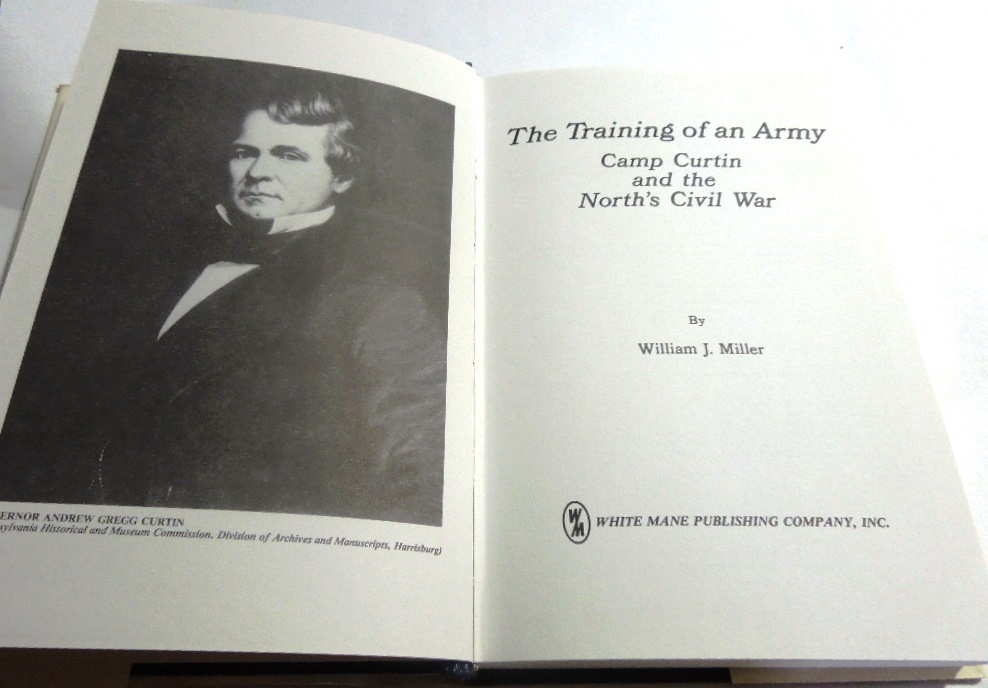 ERNOR ANDREW GREGG CURTIN
sylvania Historical and Museum Commission, Division of Archives and Manuscripts, Harrisburg)
The Training of an Army
Camp Curtin
and the
North's Civil War
By
William J. Miller
WM WHITE MANE PUBLISHING COMPANY, INC.